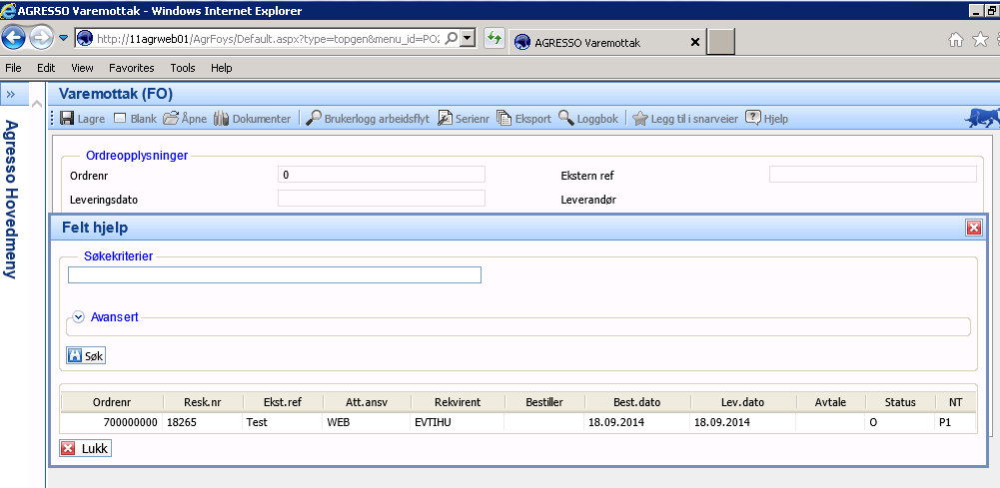 AGRESSO Varemottak - Windows Internet Explorer
http://11agrweb01/AgrFoys/Default.aspx?type=topgen&menu_id=PO2
AGRESSO Varemottak
File Edit View Favorites Tools Help
»
Agresso Hovedmeny
Varemottak (FO)
Lagre Blank Åpne Dokumenter Brukerlogg arbeidsflyt Serienr Eksport Loggbok Legg til i snarveier Hjelp
Ordreopplysninger
Ordrenr 0 Ekstern ref
Leveringsdato Leverandør
Felt hjelp
Søkekriterier
Avansert
Søk
Ordrenr Resk.nr Ekst.ref Att.ansv Rekvirent Bestiller Best.dato Lev.dato Avtale Status NT
700000000 18265 Test WEB EVTIHU 18.09.2014 18.09.2014 O P1
Lukk